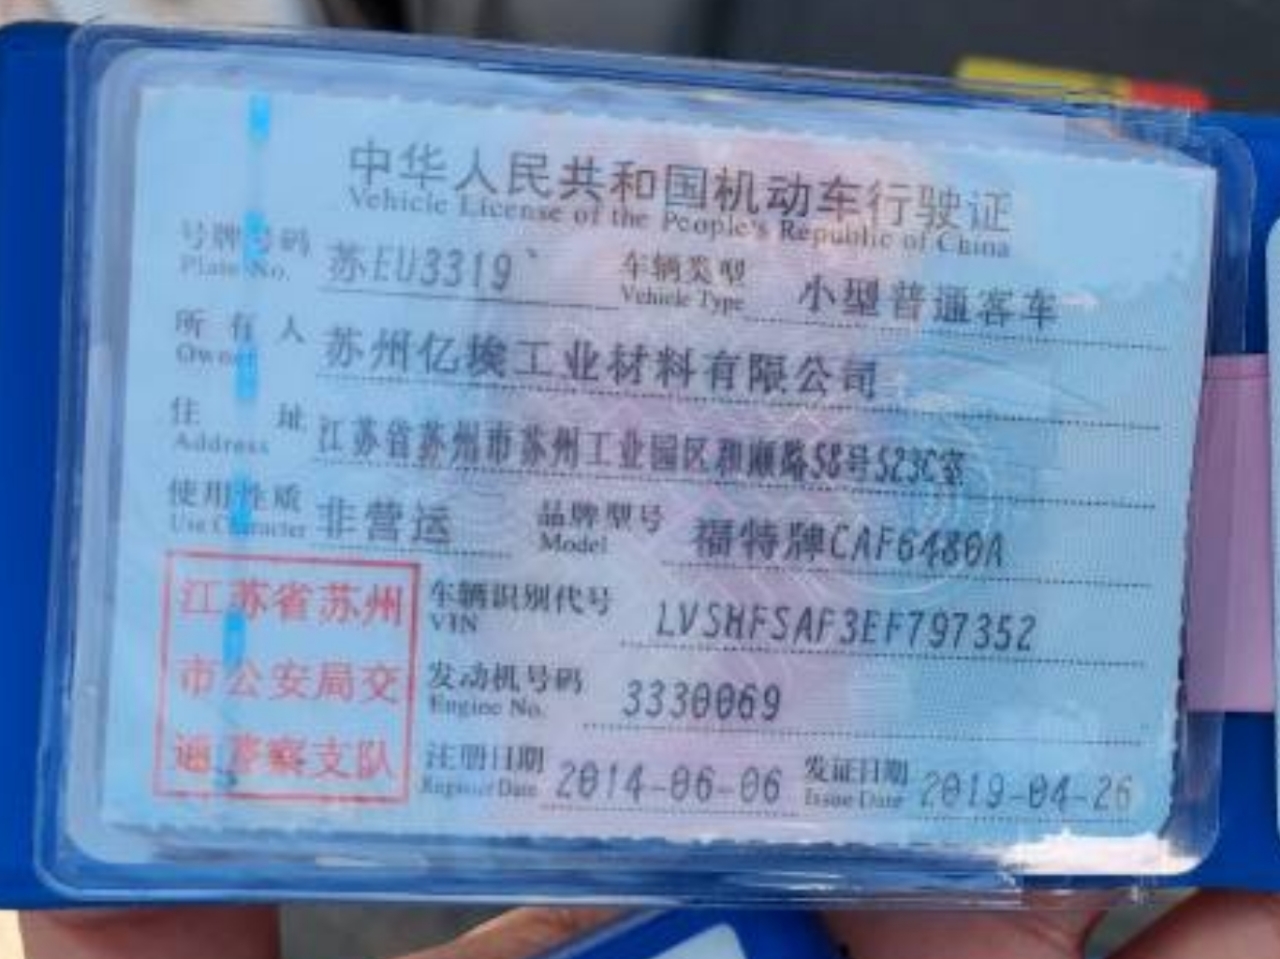 中华人民共和国机动车行驶证
Vehicle License of the People's Republic of China
号牌号码 苏EU3319 车辆类型 小型普通客车
Plate No. Vehicle Type
所有人 苏州亿埃工业材料有限公司
Owner
住址 江苏省苏州市苏州工业园区和顺路58号523C室
Address
使用性质 非营运 品牌型号 福特牌CAF6480A
Use Character Model
江苏省苏州
市公安局交
通警察支队
车辆识别代号 LVSHFSAF3EF797352
VIN
发动机号码 3330069
Engine No.
注册日期 2014-06-06 发证日期 2019-04-26
Register Date Issue Date